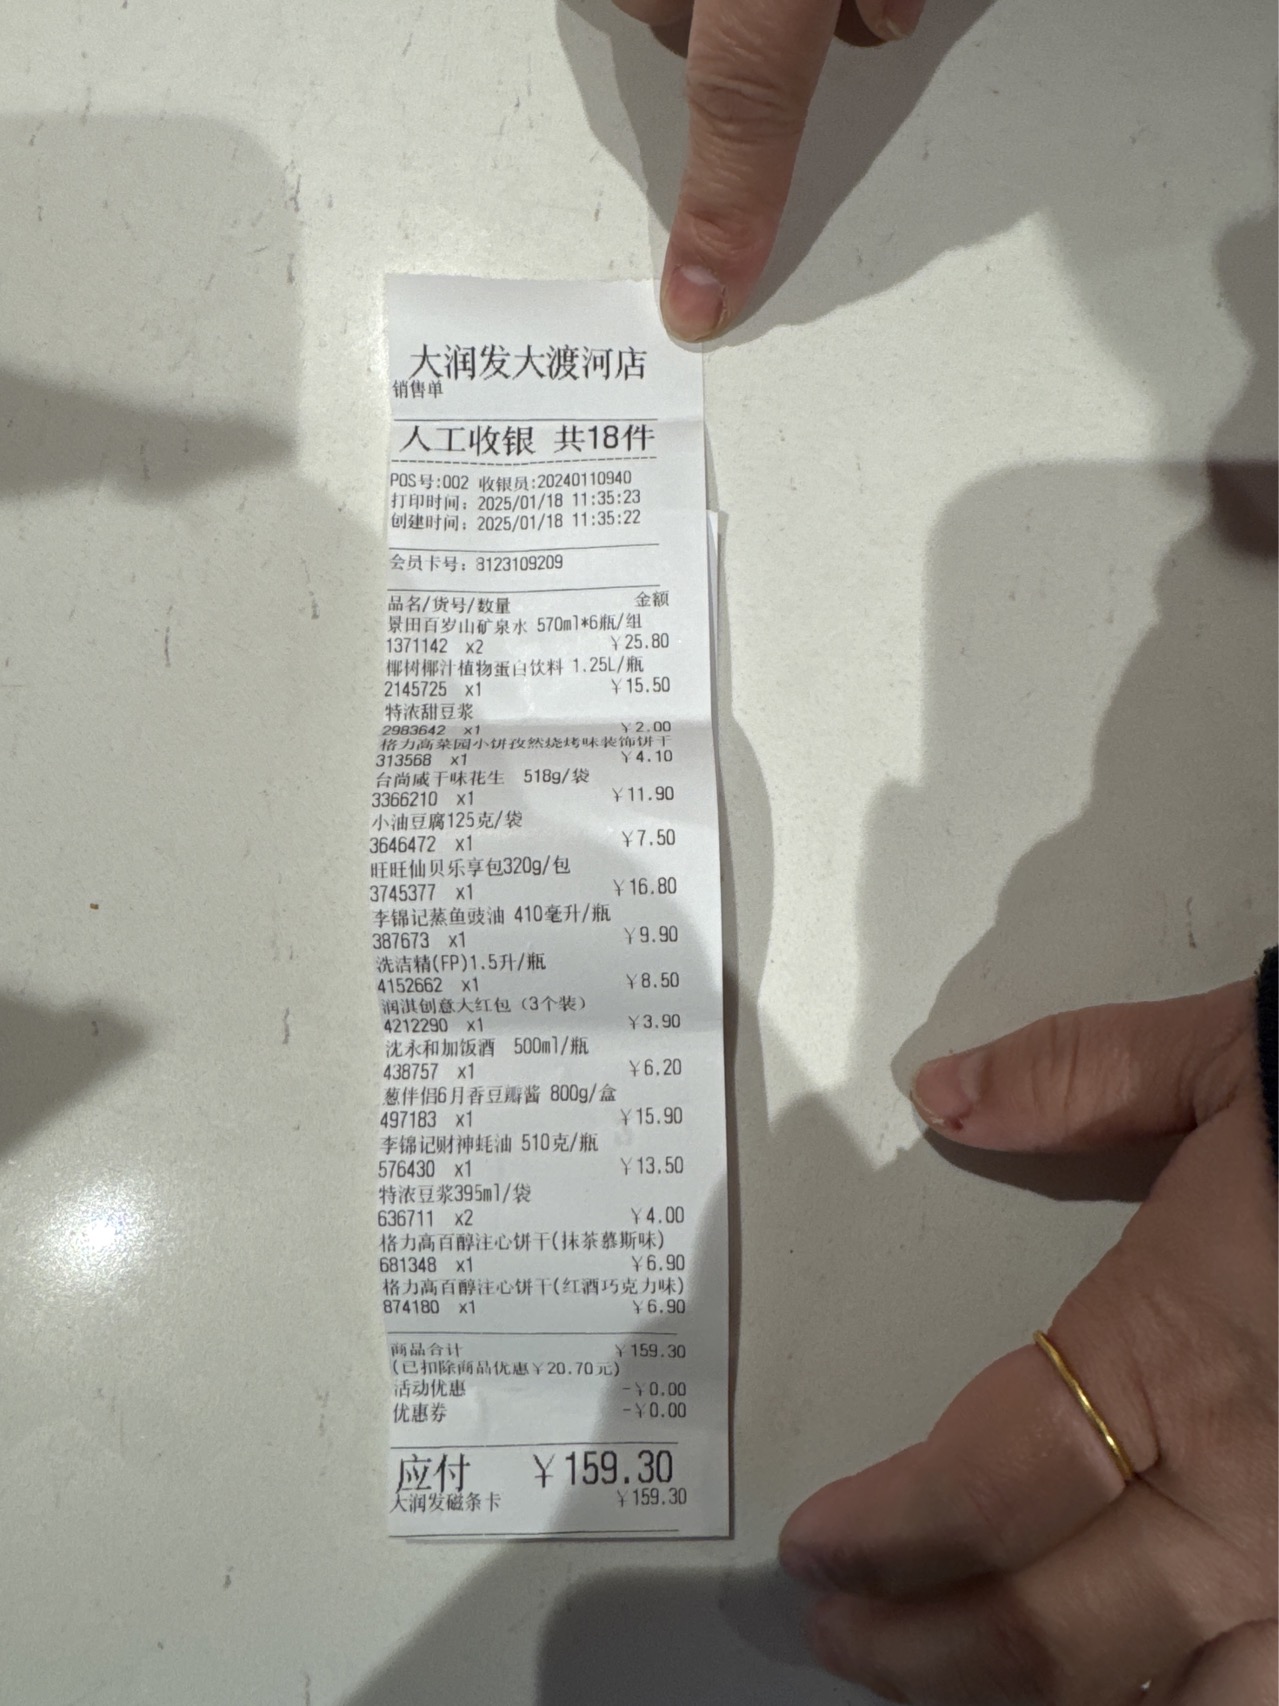 大润发大渡河店
销售单
人工收银 共18件
POS号:002 收银员:20240110940
打印时间: 2025/01/18 11:35:23
创建时间: 2025/01/18 11:35:22
会员卡号: 8123109209
品名/货号/数量 金额
景田百岁山矿泉水 570ml*6瓶/组
1371142 x2 ¥25.80
椰树椰汁植物蛋白饮料 1.25L/瓶
2145725 x1 ¥15.50
特浓甜豆浆
2983642 x1 ¥2.00
格力高菜园小饼孜然烧烤味装饰饼干
313568 x1 ¥4.10
台尚咸干味花生 518g/袋
3366210 x1 ¥11.90
小油豆腐125克/袋
3646472 x1 ¥7.50
旺旺仙贝乐享包320g/包
3745377 x1 ¥16.80
李锦记蒸鱼豉油 410毫升/瓶
387673 x1 ¥9.90
洗洁精(FP)1.5升/瓶
4152662 x1 ¥8.50
润淇创意大红包（3个装）
4212290 x1 ¥3.90
沈永和加饭酒 500ml/瓶
438757 x1 ¥6.20
葱伴侣6月香豆瓣酱 800g/盒
497183 x1 ¥15.90
李锦记财神蚝油 510克/瓶
576430 x1 ¥13.50
特浓豆浆395ml/袋
636711 x2 ¥4.00
格力高百醇注心饼干(抹茶慕斯味)
681348 x1 ¥6.90
格力高百醇注心饼干(红酒巧克力味)
874180 x1 ¥6.90
商品合计 ¥159.30
(已扣除商品优惠¥20.70元)
活动优惠 -¥0.00
优惠券 -¥0.00
应付 ¥159.30
大润发磁条卡 ¥159.30